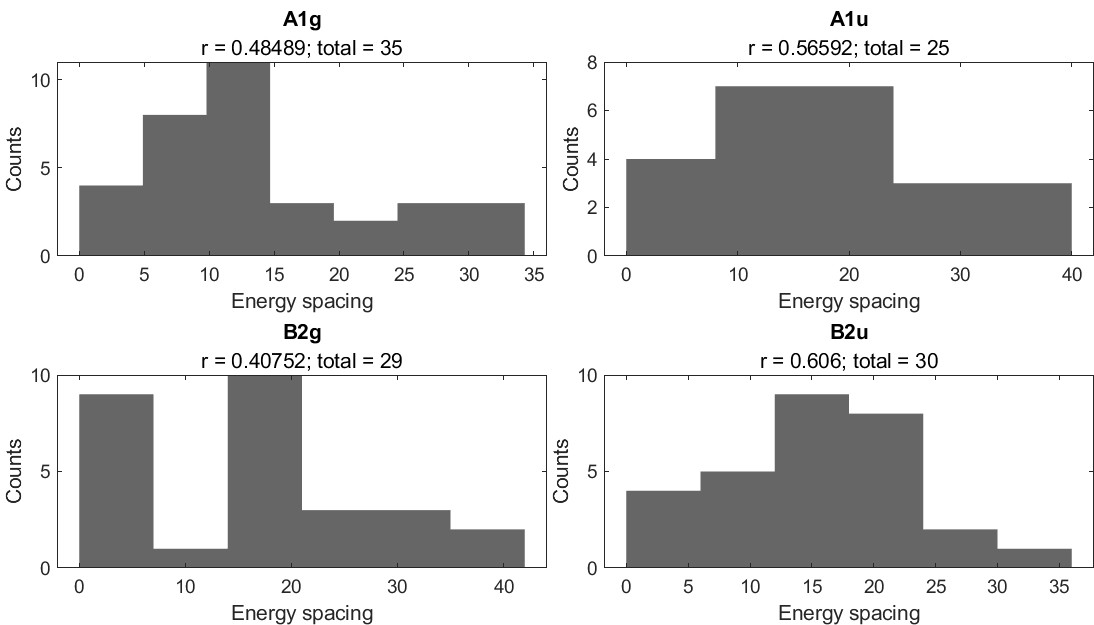 A1g
r = 0.48489; total = 35
10
5
0
Counts
0 5 10 15 20 25 30 35
Energy spacing
A1u
r = 0.56592; total = 25
8
6
4
2
0
Counts
0 10 20 30 40
Energy spacing
B2g
r = 0.40752; total = 29
10
5
0
Counts
0 10 20 30 40
Energy spacing
B2u
r = 0.606; total = 30
10
5
0
Counts
0 5 10 15 20 25 30 35
Energy spacing